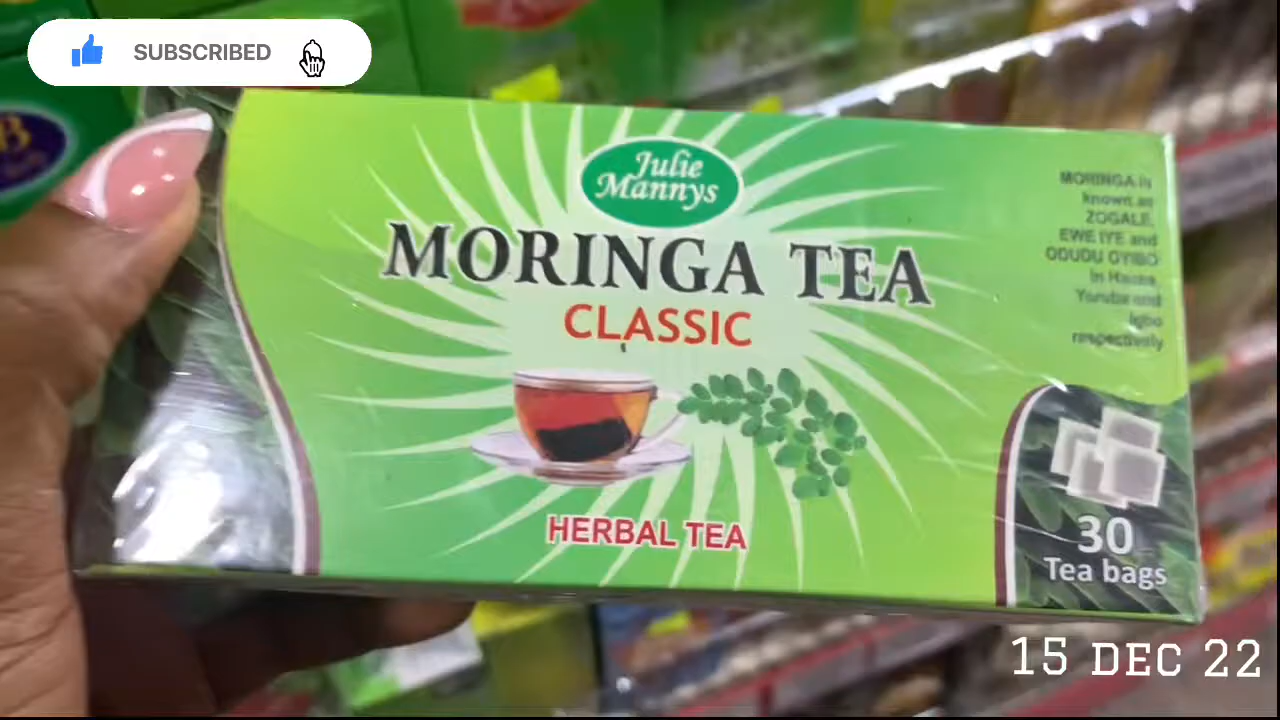 SUBSCRIBED
B
Julie
Mannys
MORINGA TEA
CLASSIC
HERBAL TEA
MORINGA is
known as
ZOGALE,
EWE IYE and
ODUDU OYIBO
in Hausa,
Yoruba and
Igbo
respectively
30
Tea bags
15 DEC 22